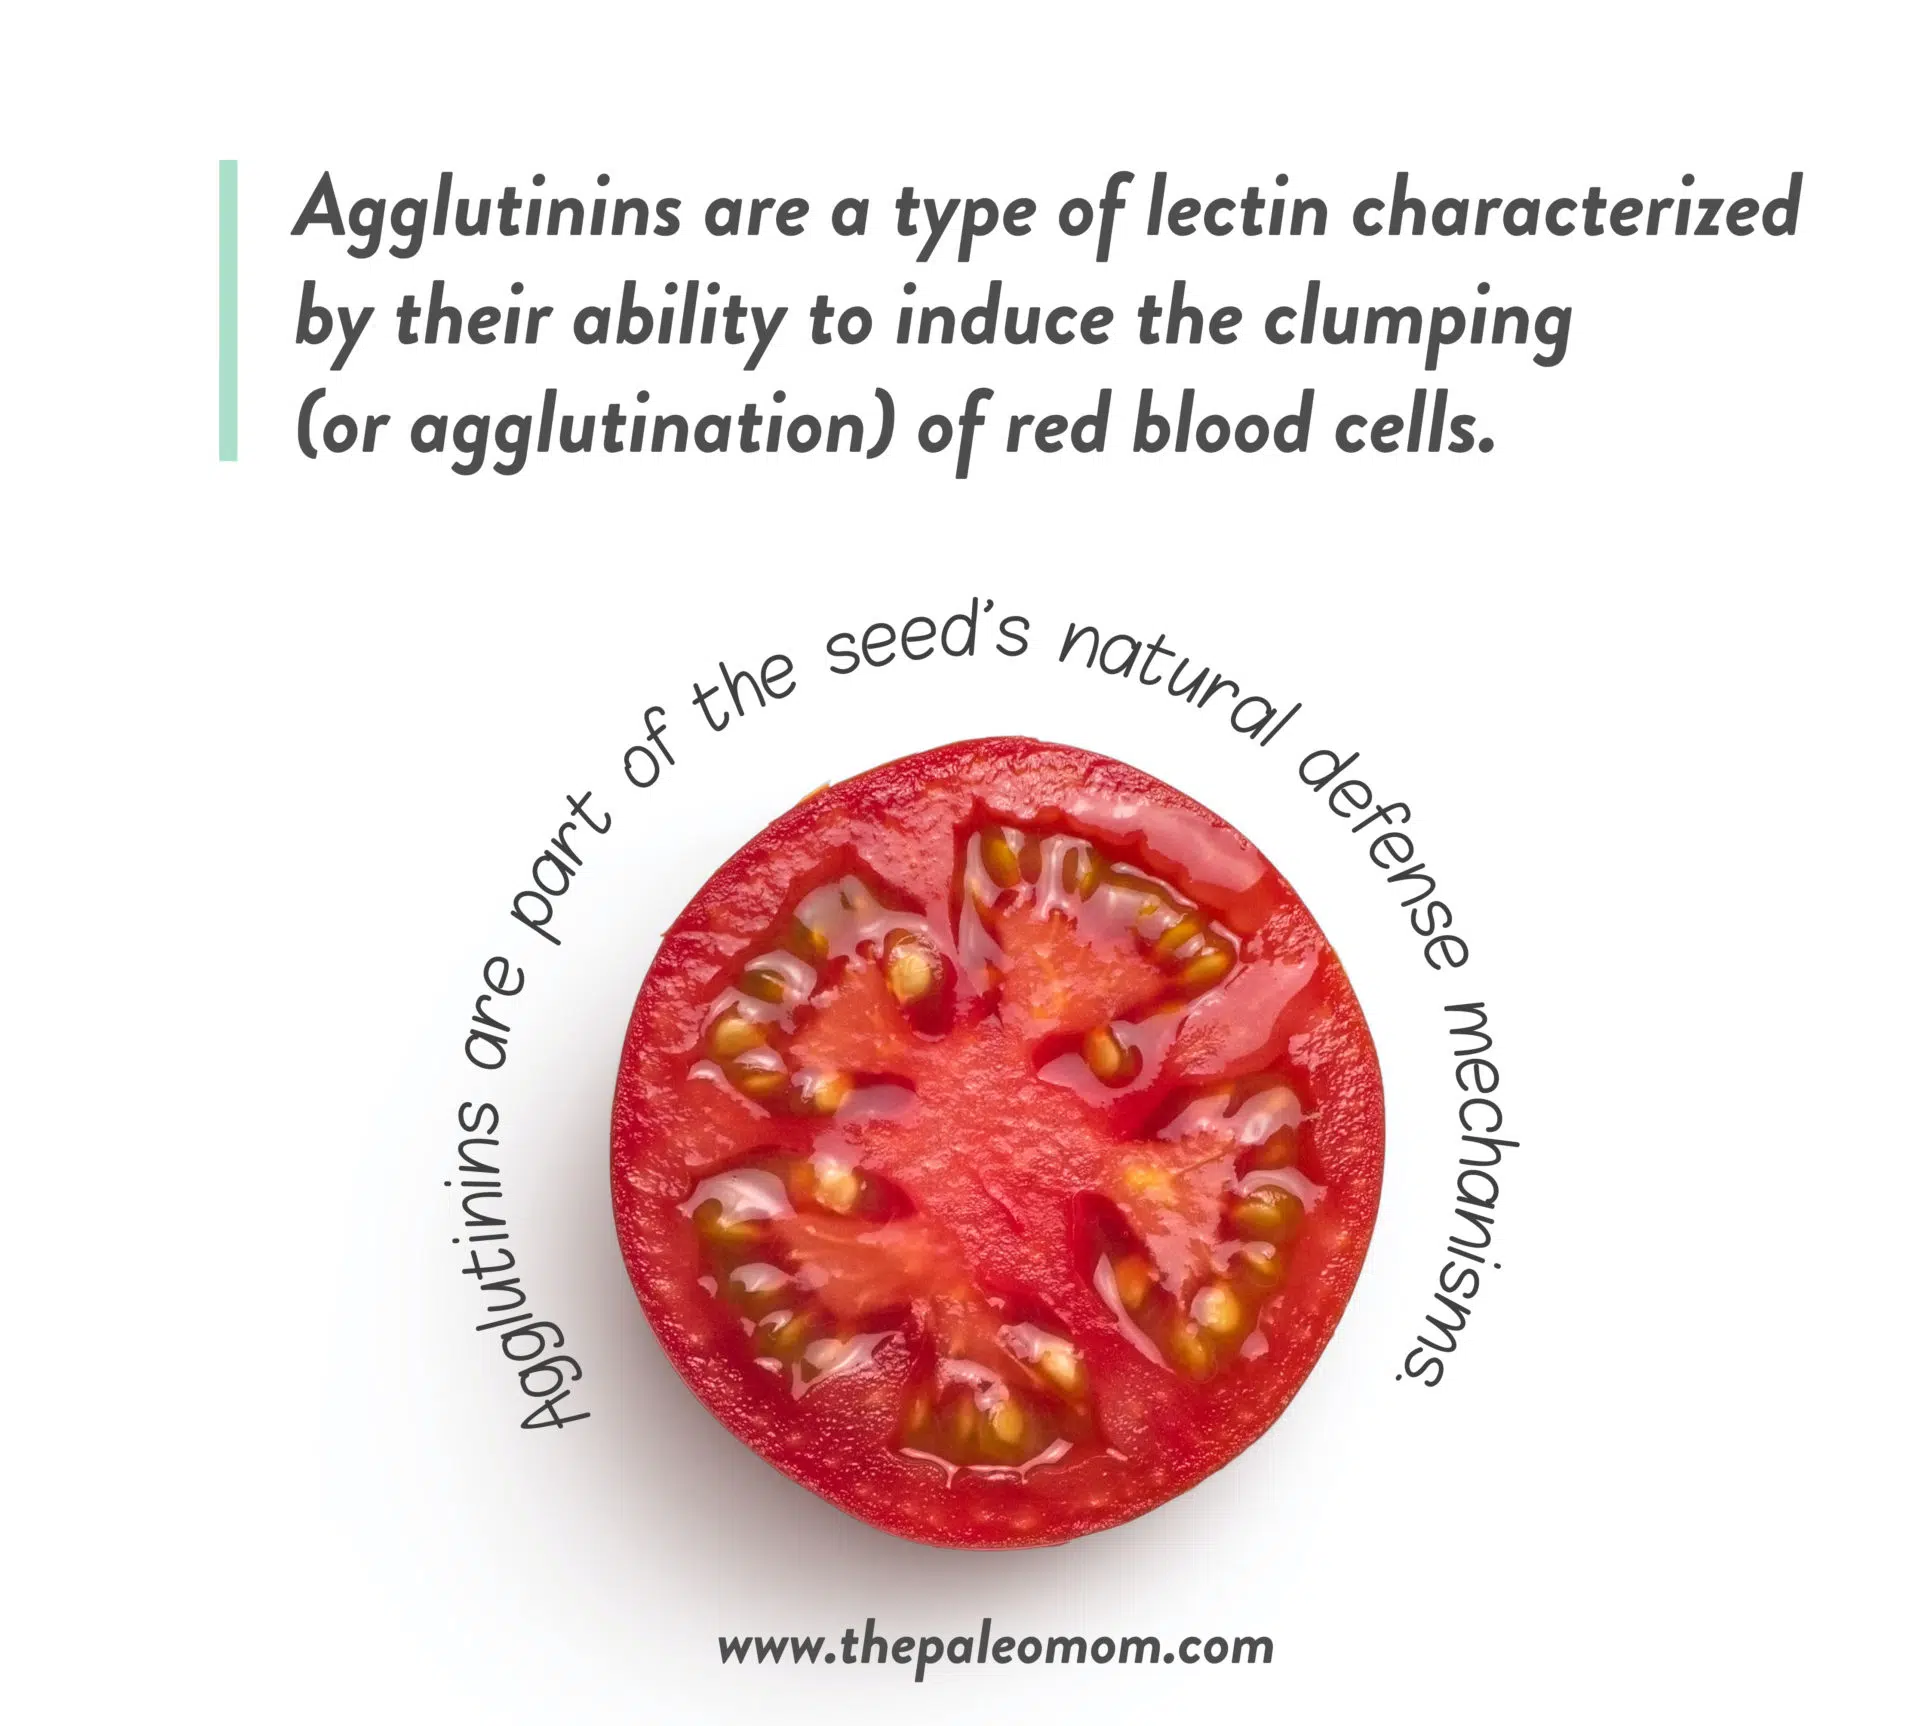 Agglutinins are a type of lectin characterized
by their ability to induce the clumping
(or agglutination) of red blood cells.
Agglutinins are part of the seed's natural defense mechanisms.
www.thepaleomom.com